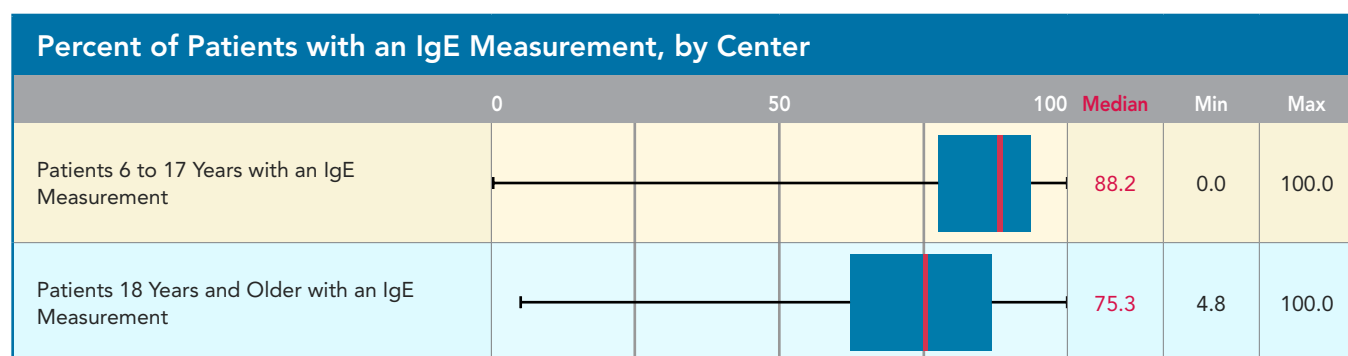 Percent of Patients with an IgE Measurement, by Center
0 50 100 Median Min Max
Patients 6 to 17 Years with an IgE
Measurement
88.2 0.0 100.0
Patients 18 Years and Older with an IgE
Measurement
75.3 4.8 100.0